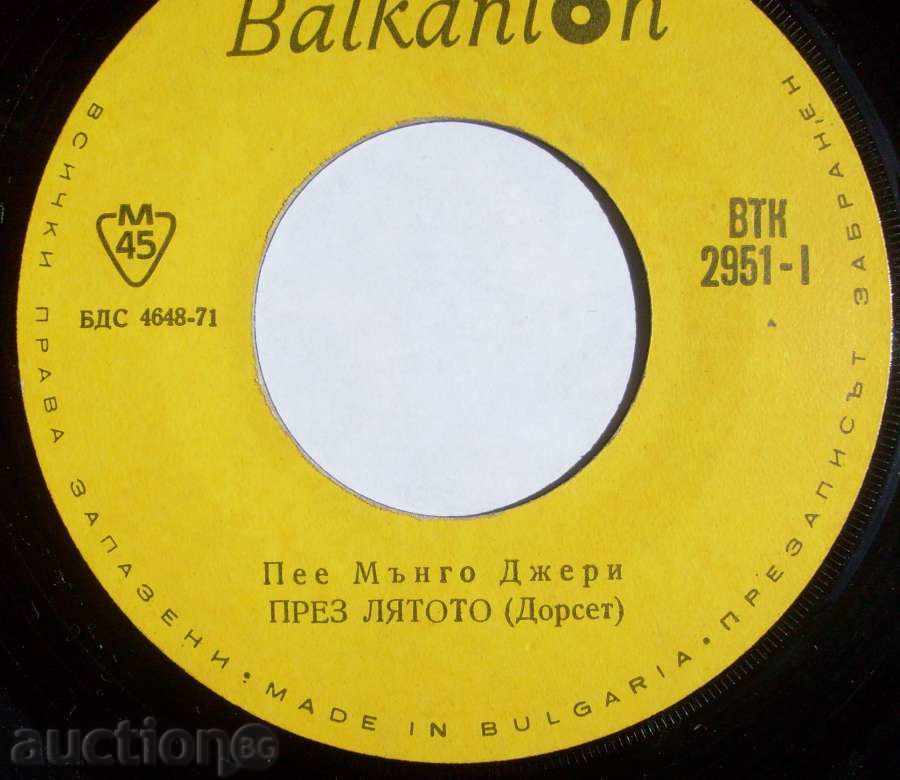 Balkanton
ВСИЧКИ ПРАВА ЗАПАЗЕНИ • MADE IN BULGARIA • ПРЕЗАПИСЪТ ЗАБРАНЕН
М
45
БДС 4648-71
ВТК
2951-I
Пее Мънго Джери
ПРЕЗ ЛЯТОТО (Дорсет)
auction BG